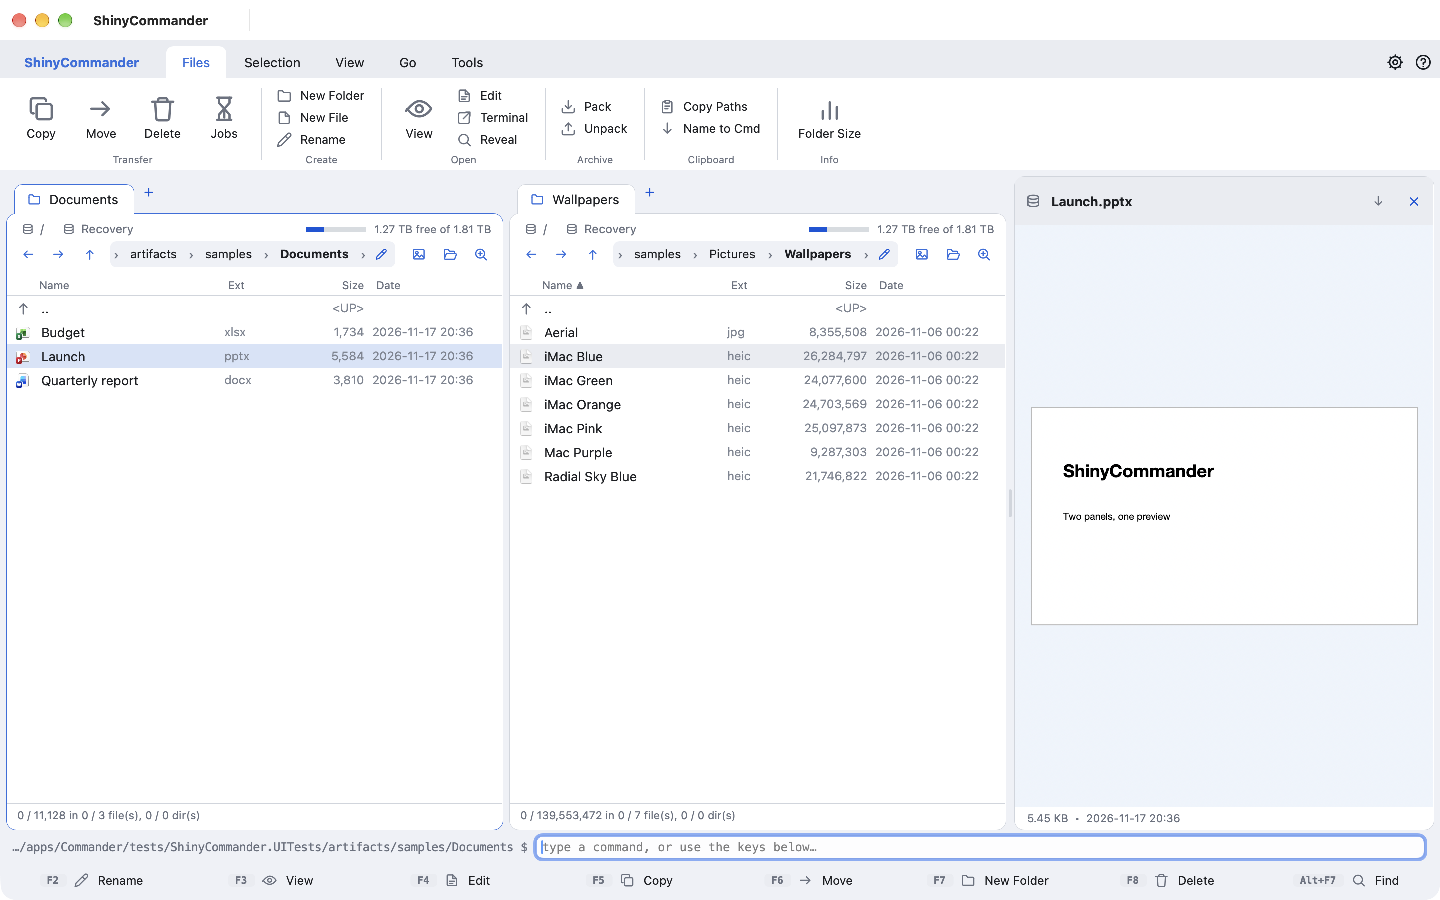 ShinyCommander
ShinyCommander Files Selection View Go Tools
Copy Move Delete Jobs
Transfer
New Folder
New File
Rename
Create
View
Edit
Terminal
Reveal
Open
Pack
Unpack
Archive
Copy Paths
Name to Cmd
Clipboard
Folder Size
Info
Documents +
/ Recovery 1.27 TB free of 1.81 TB
› artifacts › samples › Documents ›
Name Ext Size Date
.. <UP>
Budget xlsx 1,734 2026-11-17 20:36
Launch pptx 5,584 2026-11-17 20:36
Quarterly report docx 3,810 2026-11-17 20:36
0 / 11,128 in 0 / 3 file(s), 0 / 0 dir(s)
Wallpapers +
/ Recovery 1.27 TB free of 1.81 TB
› samples › Pictures › Wallpapers ›
Name ▲ Ext Size Date
.. <UP>
Aerial jpg 8,355,508 2026-11-06 00:22
iMac Blue heic 26,284,797 2026-11-06 00:22
iMac Green heic 24,077,600 2026-11-06 00:22
iMac Orange heic 24,703,569 2026-11-06 00:22
iMac Pink heic 25,097,873 2026-11-06 00:22
Mac Purple heic 9,287,303 2026-11-06 00:22
Radial Sky Blue heic 21,746,822 2026-11-06 00:22
0 / 139,553,472 in 0 / 7 file(s), 0 / 0 dir(s)
Launch.pptx
ShinyCommander
Two panels, one preview
5.45 KB • 2026-11-17 20:36
…/apps/Commander/tests/ShinyCommander.UITests/artifacts/samples/Documents $ type a command, or use the keys below…
F2 Rename F3 View F4 Edit F5 Copy F6 Move F7 New Folder F8 Delete Alt+F7 Find